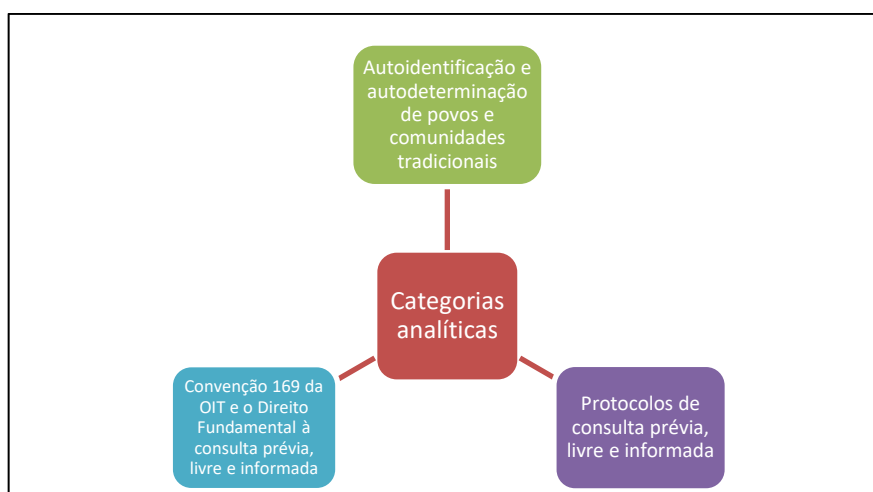 Autoidentificação e
autodeterminação
de povos e
comunidades
tradicionais
Categorias
analíticas
Convenção 169 da
OIT e o Direito
Fundamental à
consulta prévia,
livre e informada
Protocolos de
consulta prévia,
livre e informada